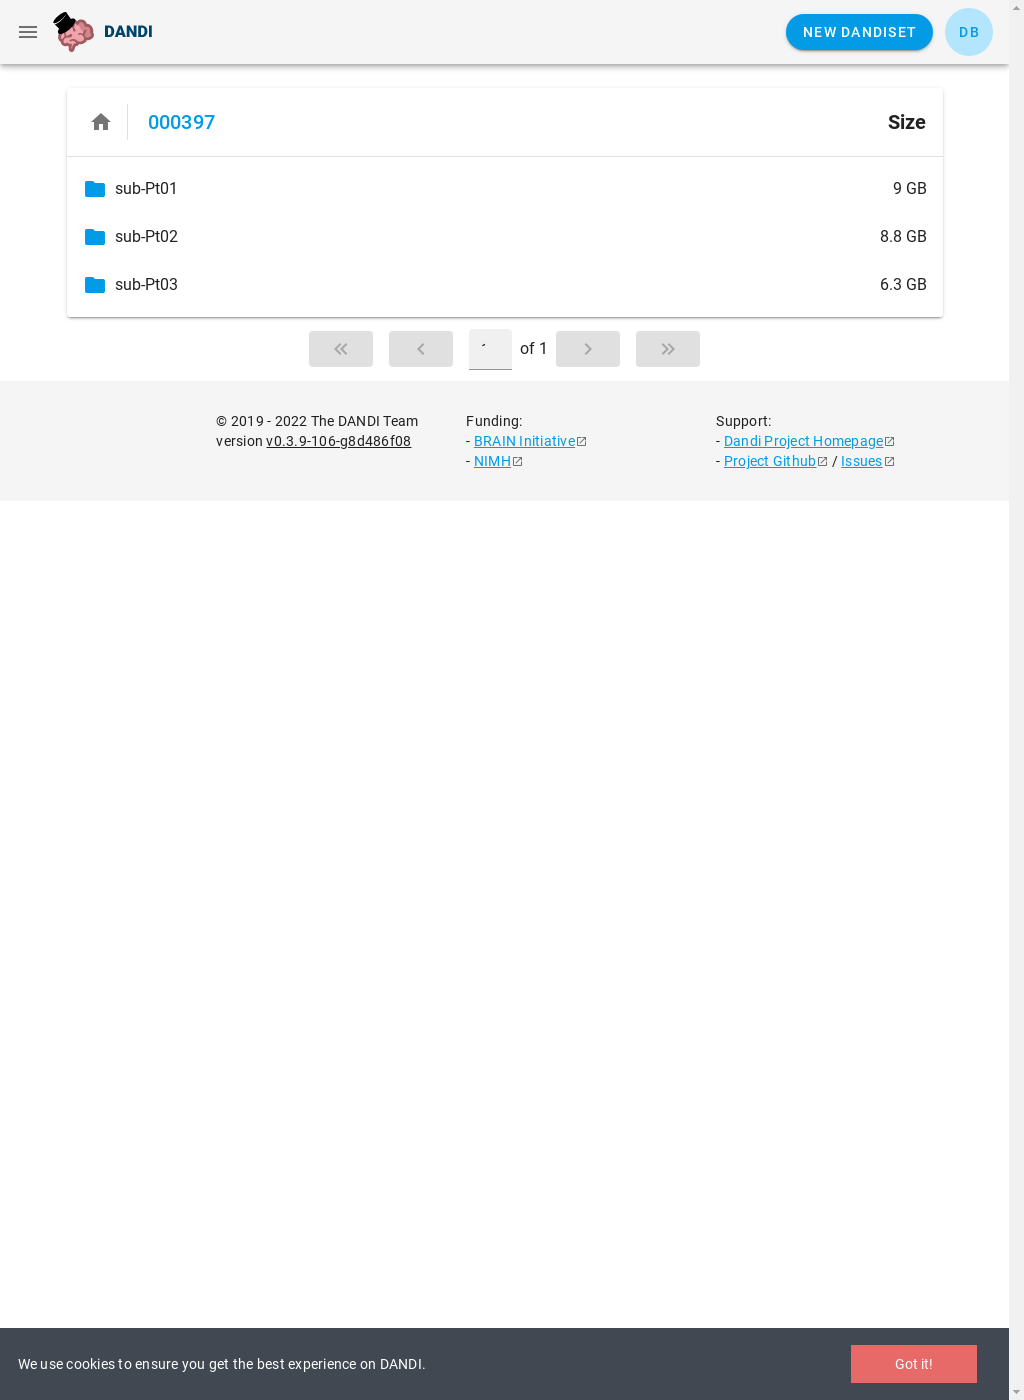 DANDI
NEW DANDISET
DB
000397
Size
sub-Pt01
9 GB
sub-Pt02
8.8 GB
sub-Pt03
6.3 GB
of 1
© 2019 - 2022 The DANDI Team
version v0.3.9-106-g8d486f08
Funding:
- BRAIN Initiative
- NIMH
Support:
- Dandi Project Homepage
- Project Github / Issues
We use cookies to ensure you get the best experience on DANDI.
Got it!